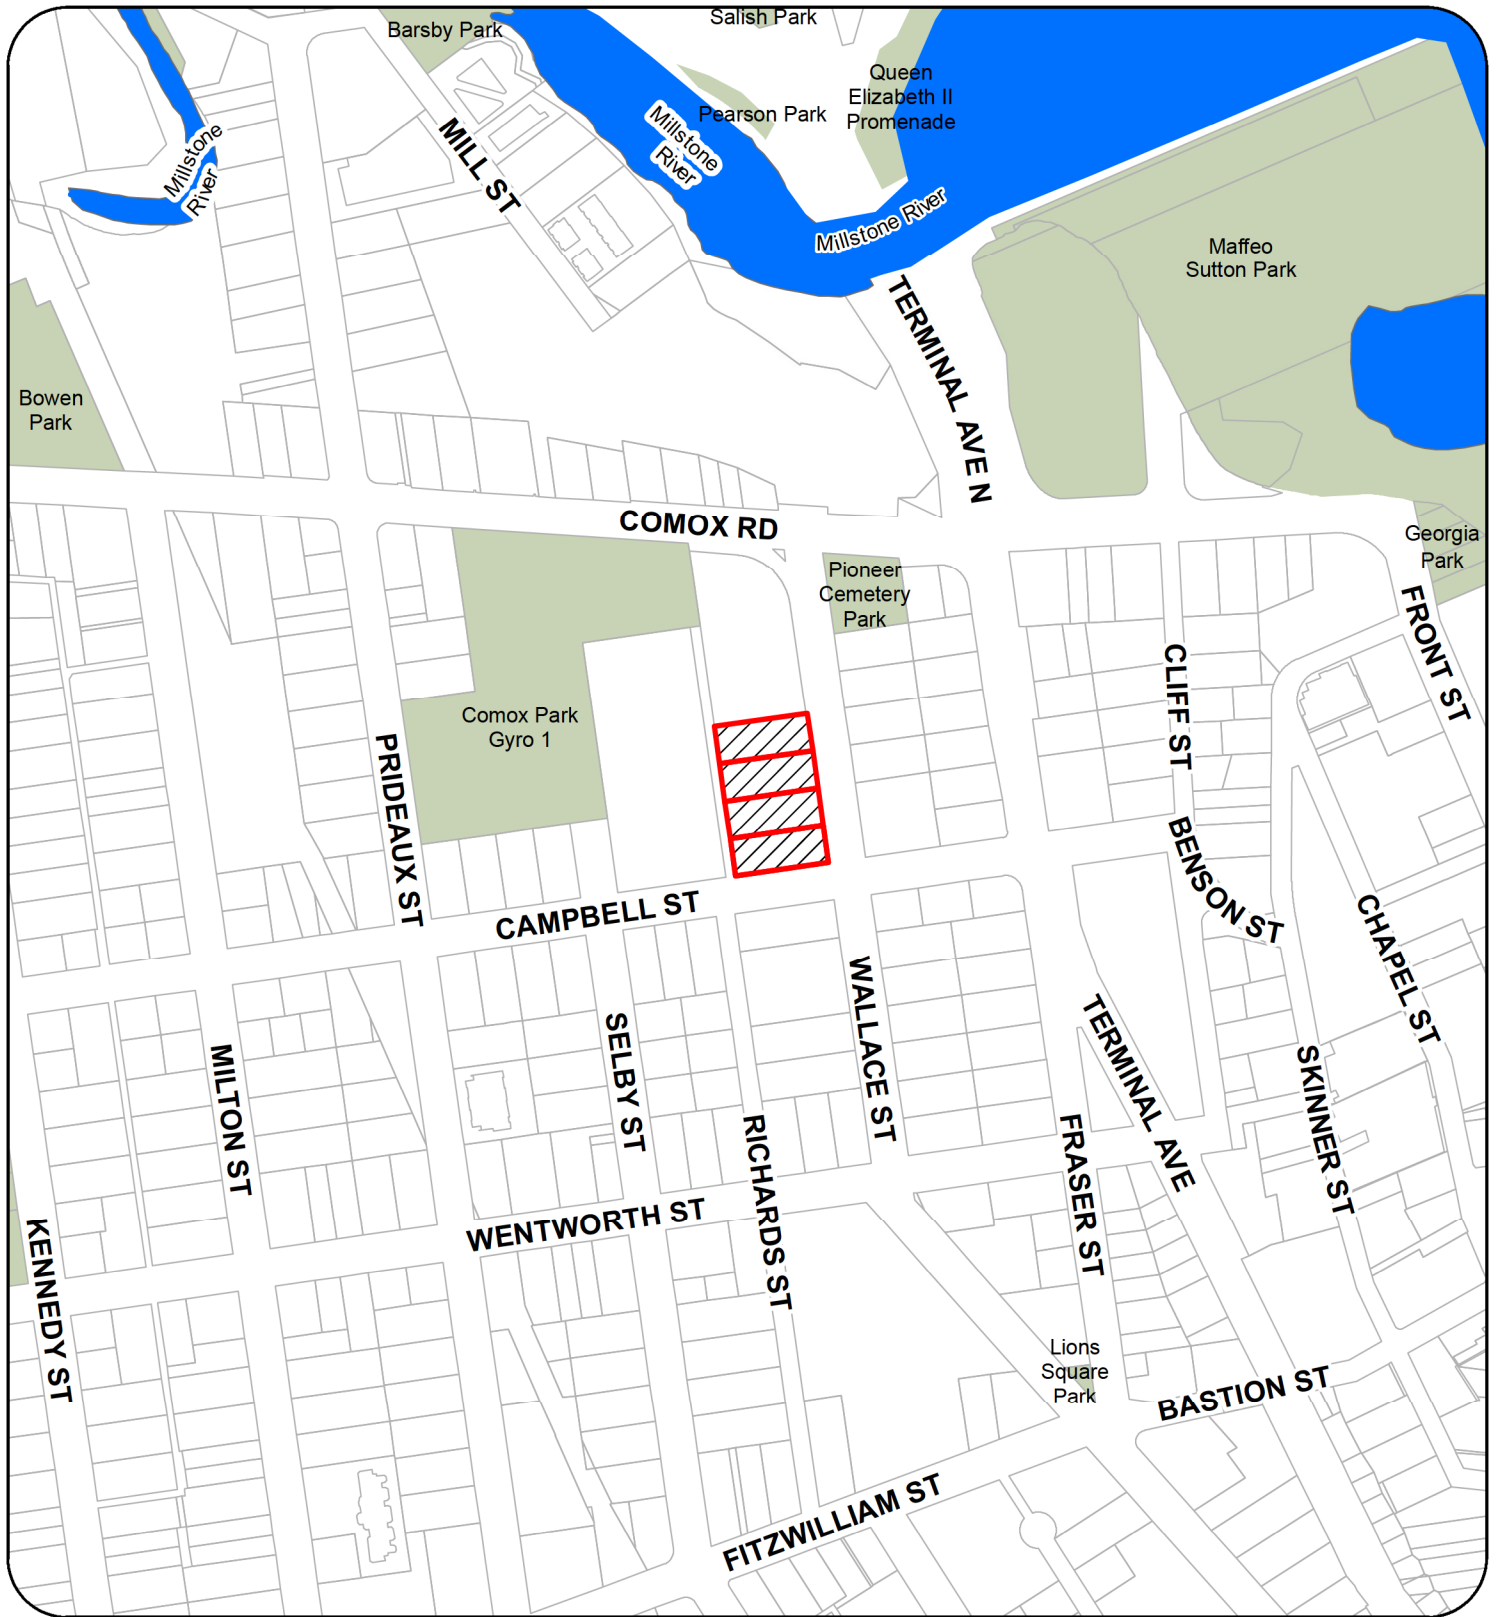 Salish Park
Barsby Park
Queen
Elizabeth II
Promenade
Pearson Park
Millstone
River
Millstone
River
MILL ST
Millstone River
Maffeo
Sutton Park
TERMINAL AVE N
Bowen
Park
COMOX RD
Georgia
Park
Pioneer
Cemetery
Park
FRONT ST
CLIFF ST
Comox Park
Gyro 1
PRIDEAUX ST
BENSON ST
CAMPBELL ST
CHAPEL ST
WALLACE ST
SELBY ST
TERMINAL AVE
MILTON ST
SKINNER ST
RICHARDS ST
FRASER ST
WENTWORTH ST
KENNEDY ST
Lions
Square
Park
BASTION ST
FITZWILLIAM ST